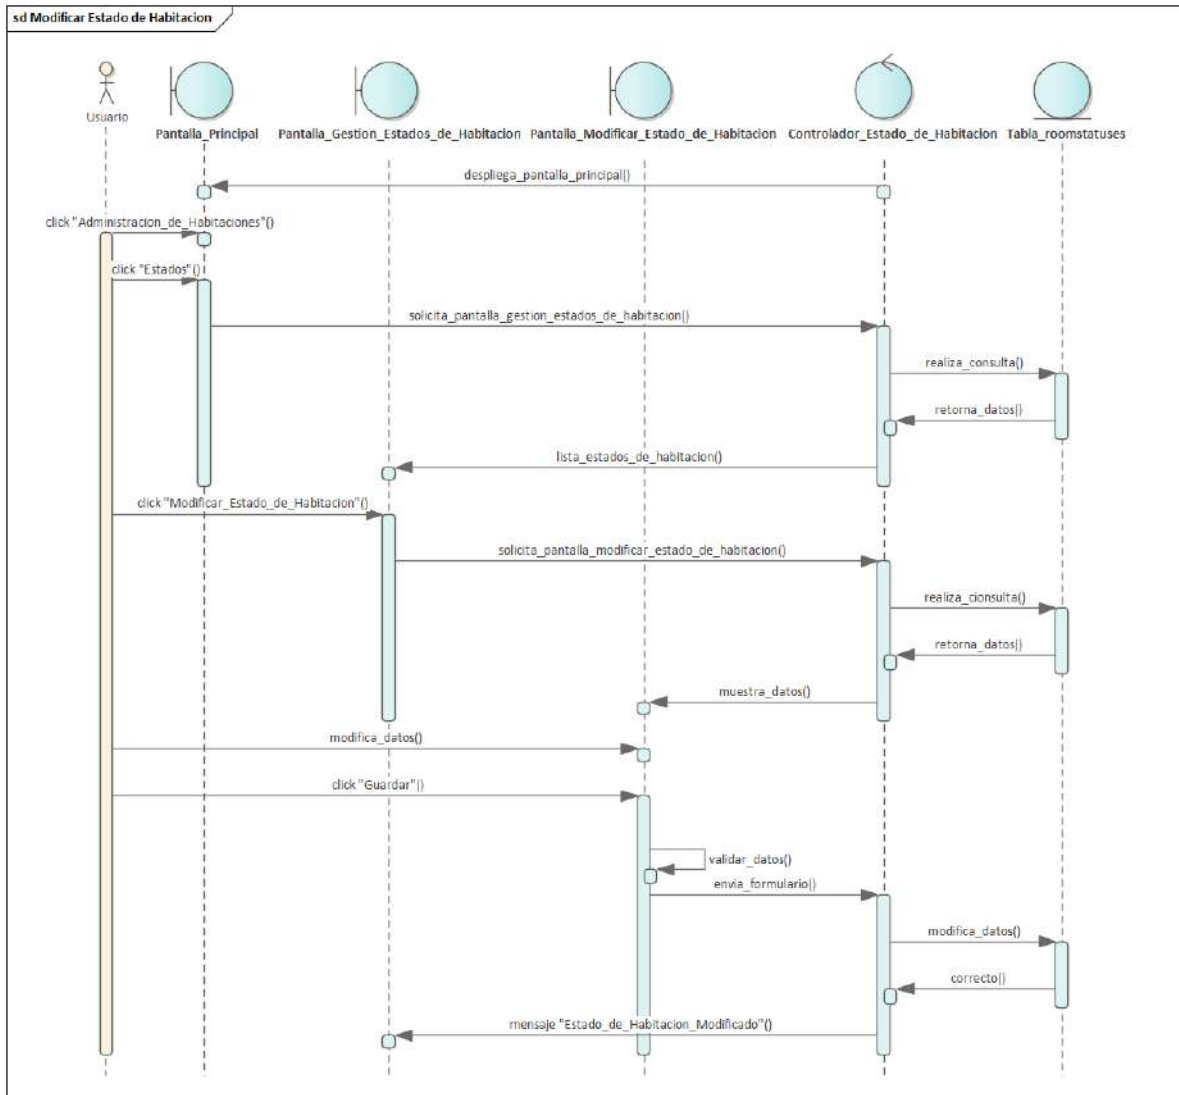 sd Modificar Estado de Habitacion
Usuario
Pantalla_Principal
Pantalla_Gestion_Estados_de_Habitacion
Pantalla_Modificar_Estado_de_Habitacion
Controlador_Estado_de_Habitacion
Tabla_roomstatuses
despliega_pantalla_principal()
click "Administracion_de_Habitaciones"()
click "Estados"()
solicita_pantalla_gestion_estados_de_habitacion()
realiza_consulta()
retorna_datos()
lista_estados_de_habitacion()
click "Modificar_Estado_de_Habitacion"()
solicita_pantalla_modificar_estado_de_habitacion()
realiza_cionsulta()
retorna_datos()
muestra_datos()
modifica_datos()
click "Guardar"()
validar_datos()
envia_formulario()
modifica_datos()
correcto()
mensaje "Estado_de_Habitacion_Modificado"()